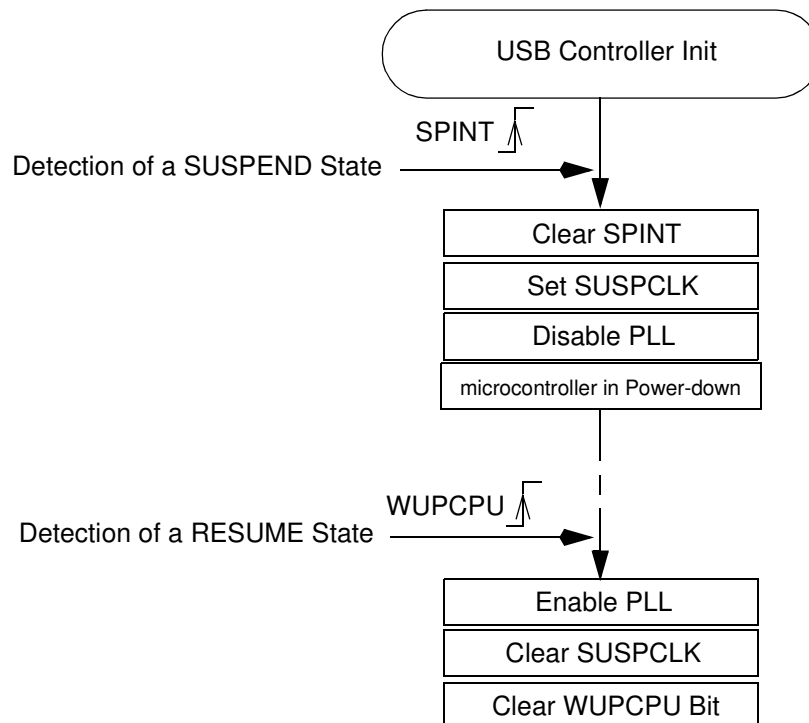 USB Controller Init
SPINT
Detection of a SUSPEND State
Clear SPINT
Set SUSPCLK
Disable PLL
microcontroller in Power-down
WUPCPU
Detection of a RESUME State
Enable PLL
Clear SUSPCLK
Clear WUPCPU Bit